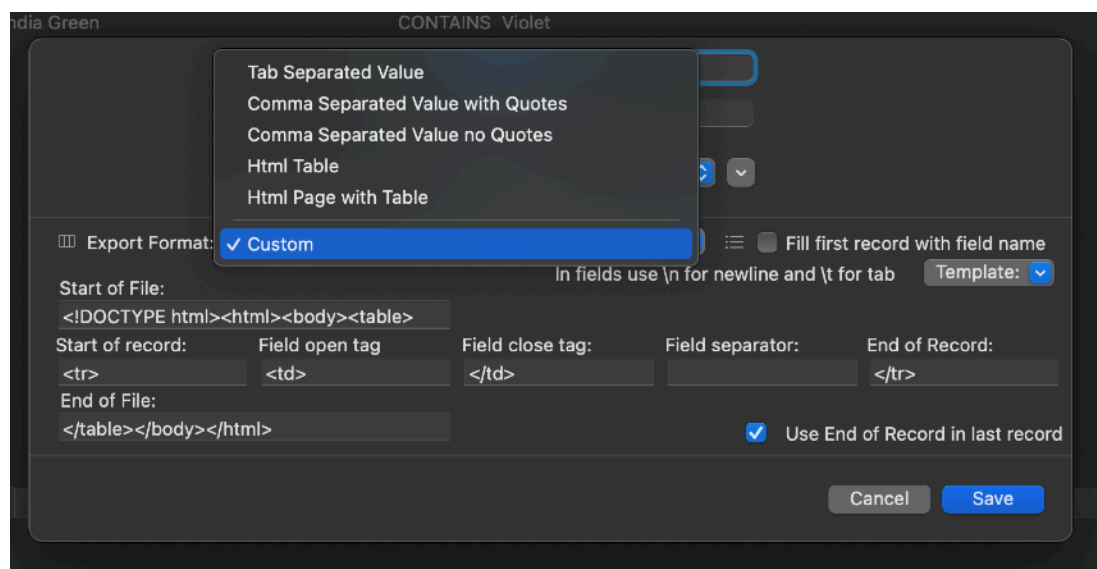 ndia Green CONTAINS Violet
Tab Separated Value
Comma Separated Value with Quotes
Comma Separated Value no Quotes
Html Table
Html Page with Table
Export Format: ✓ Custom Fill first record with field name
In fields use \n for newline and \t for tab Template:
Start of File:
<!DOCTYPE html><html><body><table>
Start of record: Field open tag Field close tag: Field separator: End of Record:
<tr> <td> </td> </tr>
End of File:
</table></body></html>
Use End of Record in last record
Cancel Save